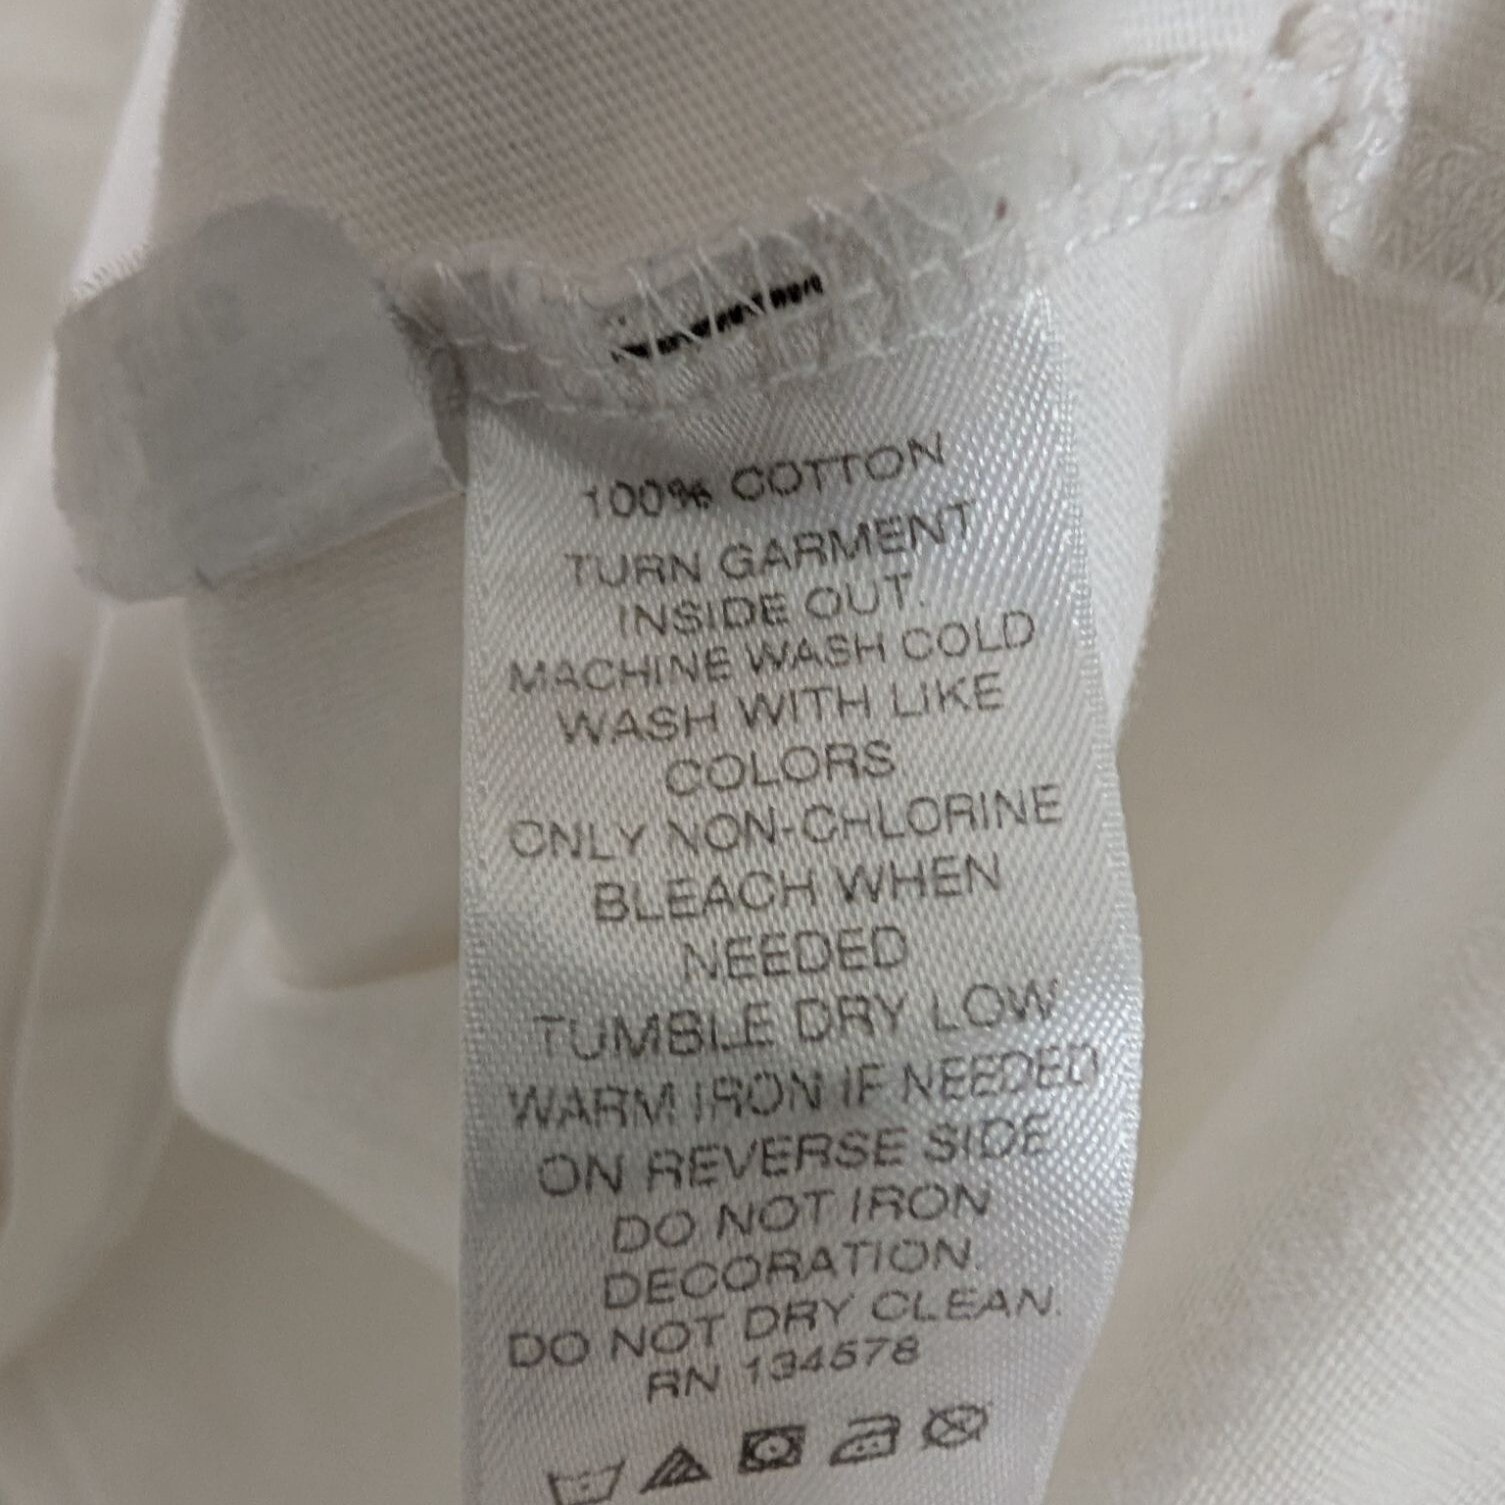 100% COTTON
TURN GARMENT
INSIDE OUT.
MACHINE WASH COLD
WASH WITH LIKE
COLORS
ONLY NON-CHLORINE
BLEACH WHEN
NEEDED
TUMBLE DRY LOW
WARM IRON IF NEEDED
ON REVERSE SIDE
DO NOT IRON
DECORATION.
DO NOT DRY CLEAN.
RN 134578